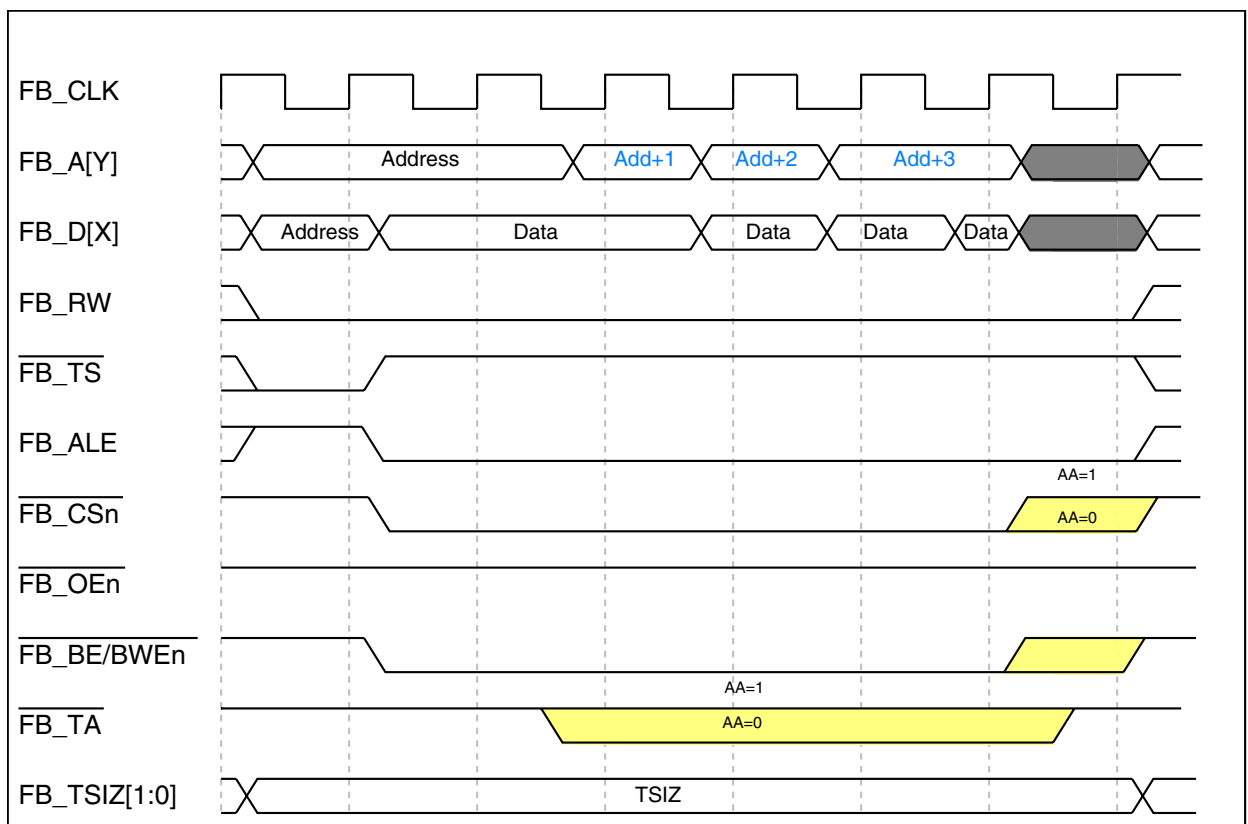 FB_CLK
FB_A[Y] Address Add+1 Add+2 Add+3
FB_D[X] Address Data Data Data Data
FB_RW
FB_TS
FB_ALE
AA=1
FB_CSn AA=0
FB_OEn
FB_BE/BWEn
AA=1
FB_TA AA=0
FB_TSIZ[1:0] TSIZ